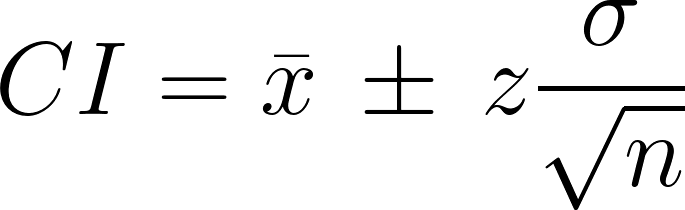 CI = x̄ ± z σ/√n